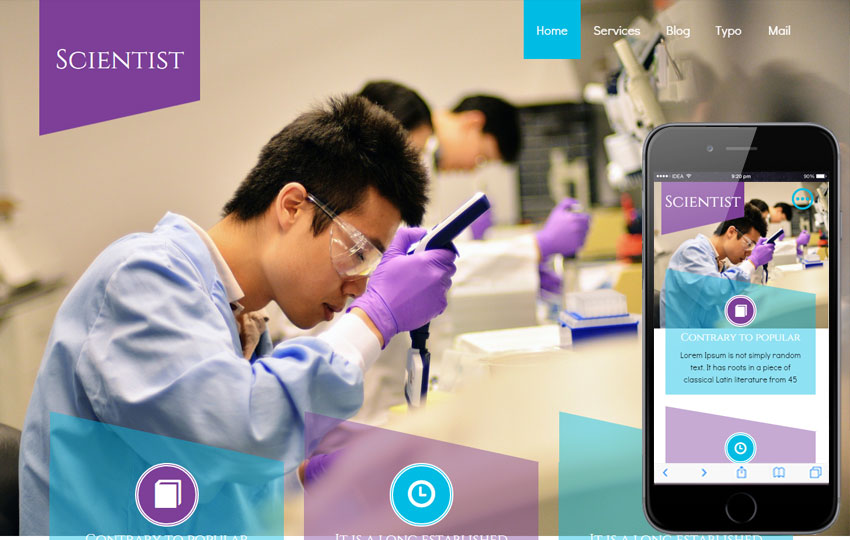 Scientist
Home Services Blog Typo Mail
IDEA 9:20 pm 90%
Scientist
Contrary to popular
Lorem Ipsum is not simply random
text. It has roots in a piece of
classical Latin literature from 45
Contrary to popular
It is a long established
It is a long established